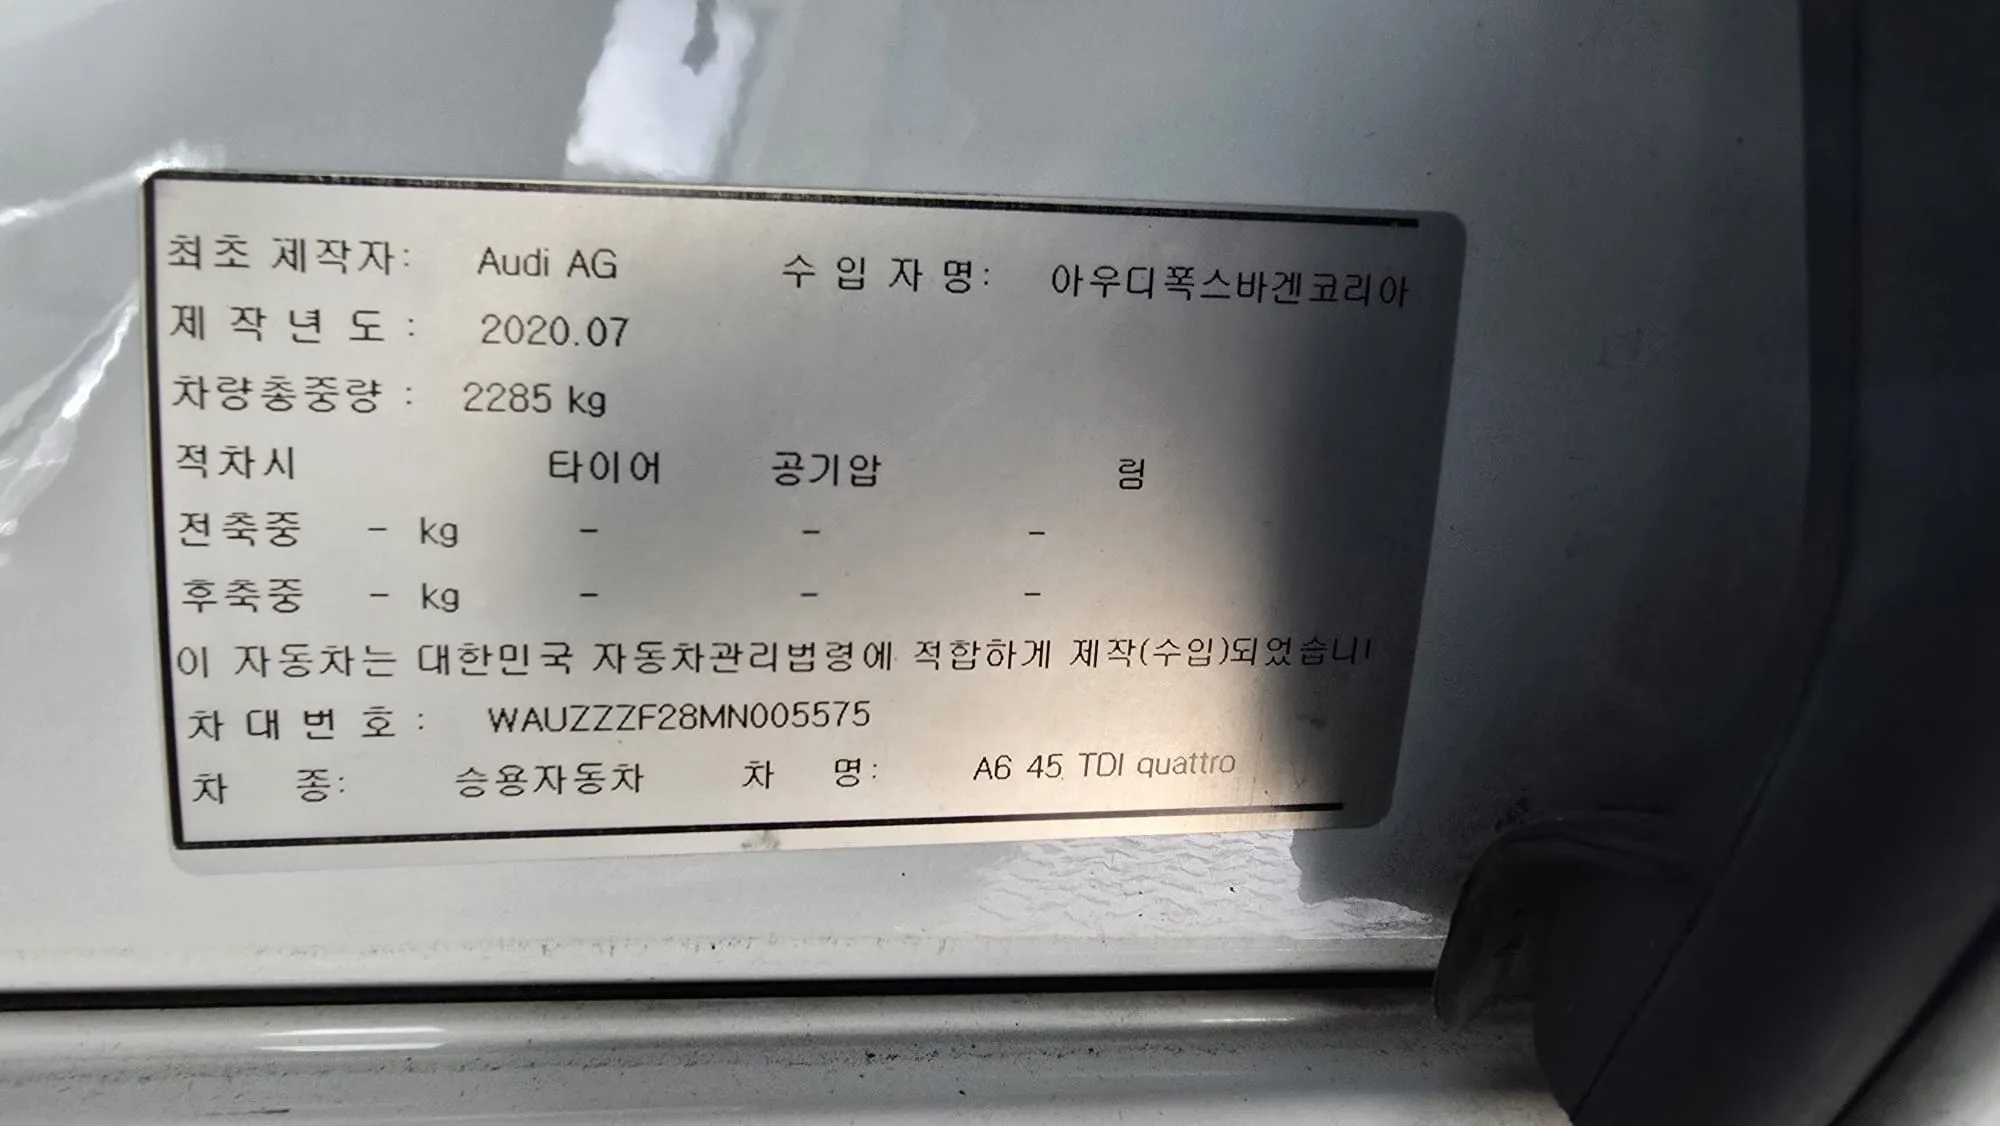 최초 제작자: Audi AG 수 입 자 명: 아우디폭스바겐코리아
제 작 년 도 : 2020.07
차량총중량 : 2285 kg
적차시 타이어 공기압 림
전축중 - kg - - -
후축중 - kg - - -
이 자동차는 대한민국 자동차관리법령에 적합하게 제작(수입)되었습니
차 대 번 호 : WAUZZZF28MN005575
차 종: 승용자동차 차 명: A6 45 TDI quattro